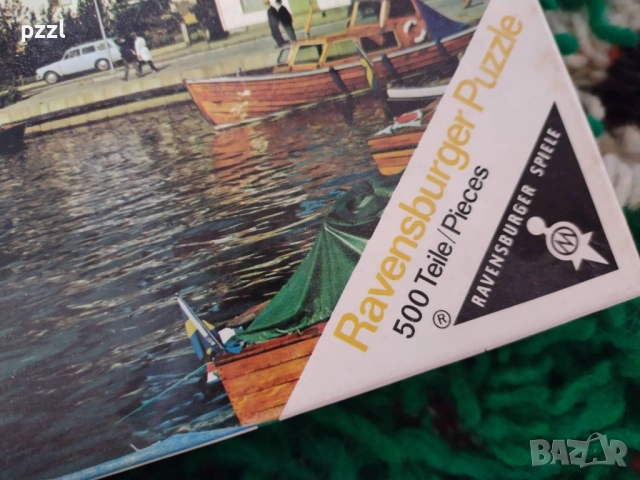 pzzl
Ravensburger Puzzle
500 Teile/Pieces
®
RAVENSBURGER SPIELE
BAZAR